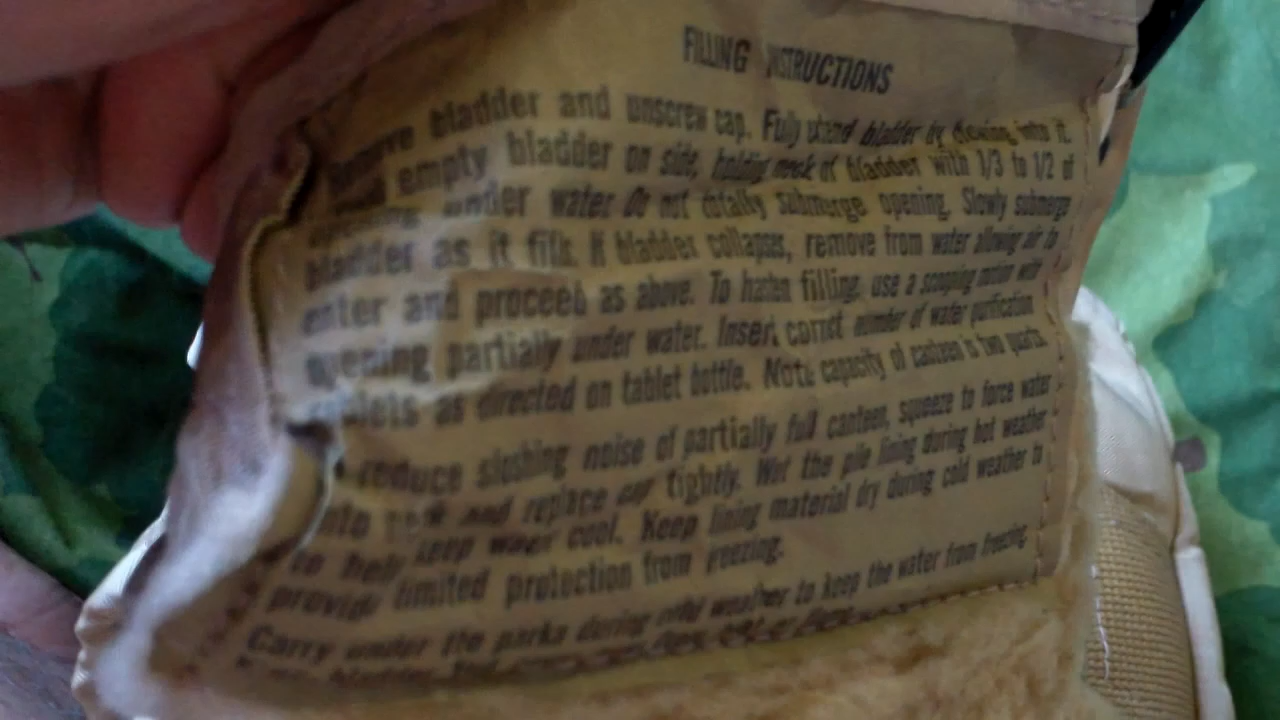 FILLING INSTRUCTIONS
Remove bladder and unscrew cap. Fully bladder by into it.
empty bladder on side, holding neck of bladder with 1/3 to 1/2 of
opening under water Do not totally submerge opening. Slowly submerge
bladder as it fills. If bladder collapses, remove from water allowing air to
enter and proceed as above. To hasten filling, use a scooping motion with
opening partially under water. Insert number of water purification
tablets as directed on tablet bottle. Note capacity of canteen is two quarts.
reduce sloshing noise of partially full canteen, squeeze to force water
into and replace cap tightly. Wet the pile lining during hot weather
to help keep water cool. Keep lining material dry during cold weather to
provide limited protection from freezing.
Carry under the parka during cold weather to keep the water from freezing.